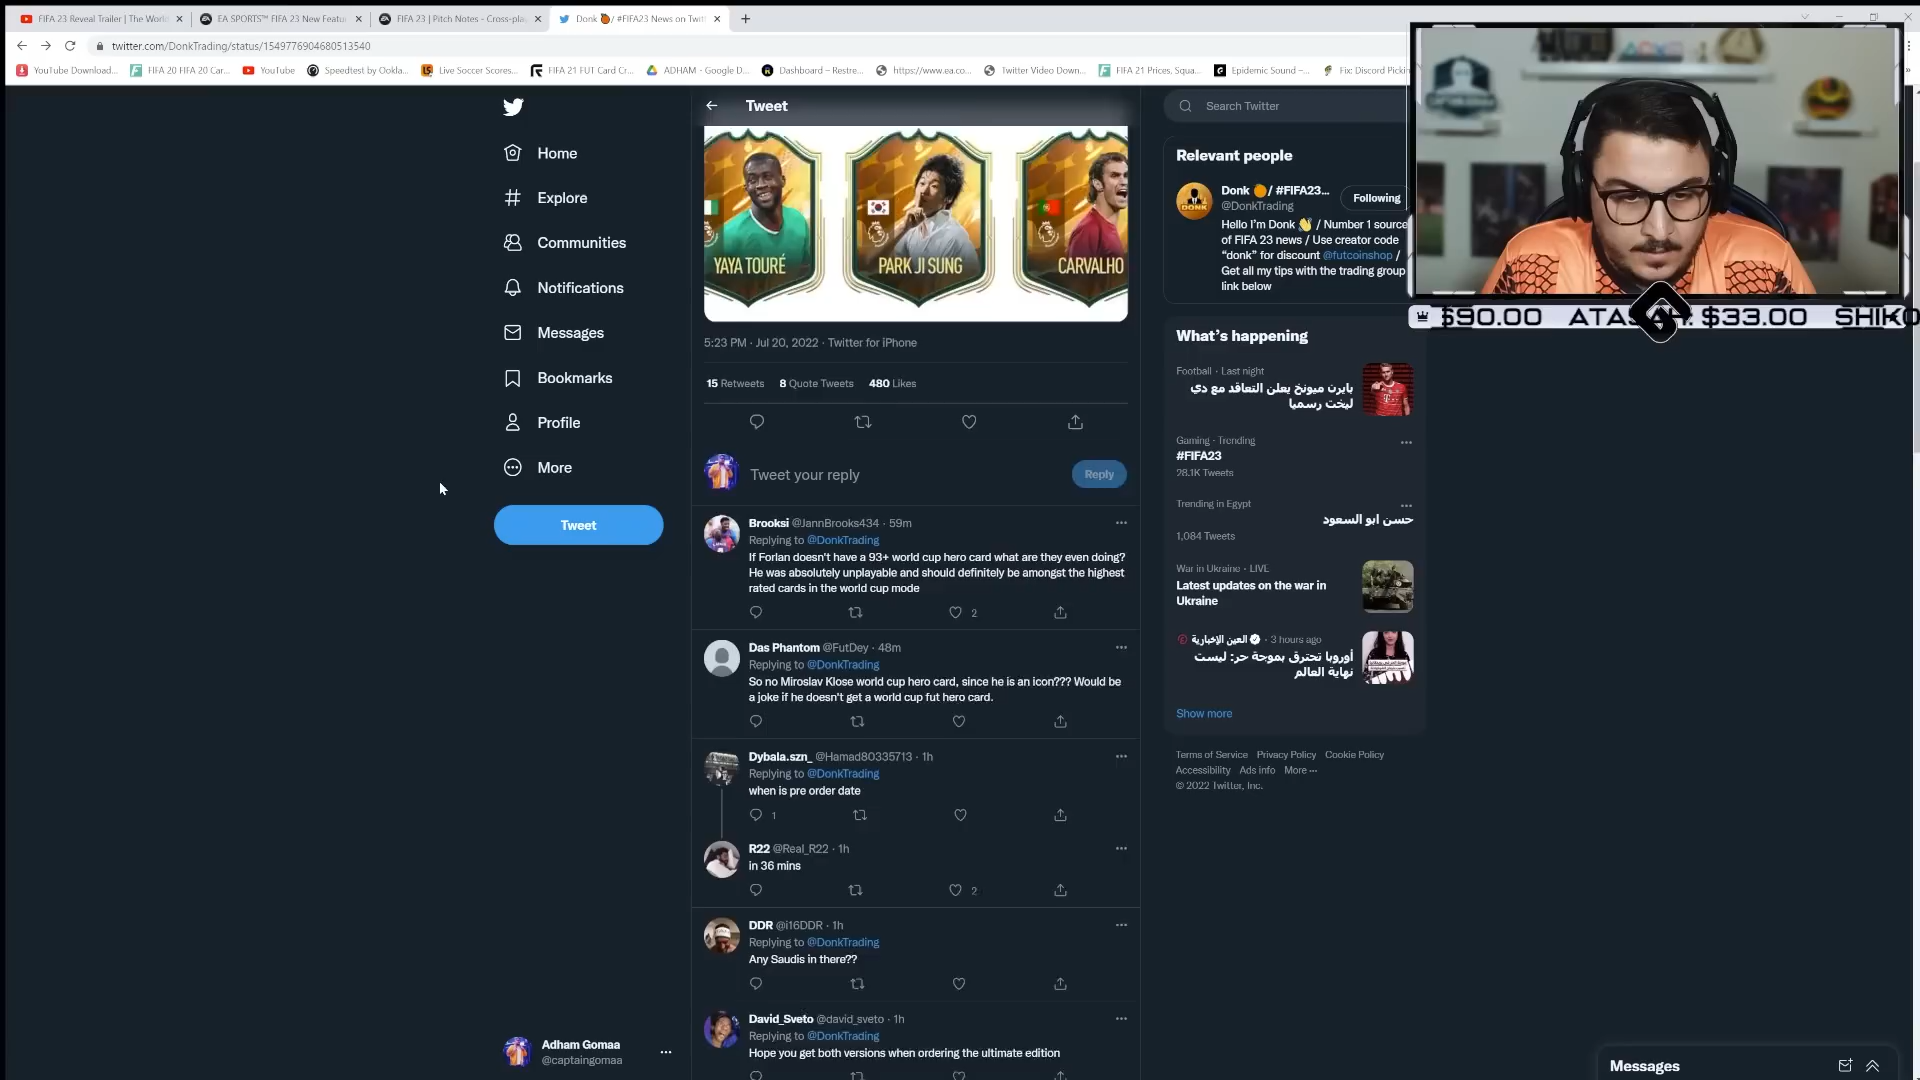 FIFA 23 Reveal Trailer | The World
EA SPORTS™ FIFA 23 New Featu
FIFA 23 | Pitch Notes - Cross-pla
Donk 🍊/ #FIFA23 News on Twit
twitter.com/DonkTrading/status/1549776904680513540
YouTube Download...
FIFA 20 FIFA 20 Car...
YouTube
Speedtest by Ookla...
Live Soccer Scores...
FIFA 21 FUT Card Cr...
ADHAM - Google D...
Dashboard – Restre...
https://www.ea.co...
Twitter Video Down...
FIFA 21 Prices, Squa...
Epidemic Sound –...
Fix: Discord Pickin
Home
Explore
Communities
Notifications
Messages
Bookmarks
Profile
More
Tweet
Adham Gomaa
@captaingomaa
Tweet
YAYA TOURÉ
PARK JI SUNG
CARVALHO
5:23 PM · Jul 20, 2022 · Twitter for iPhone
15 Retweets 8 Quote Tweets 480 Likes
Tweet your reply
Reply
Brooksi @JannBrooks434 · 59m
Replying to @DonkTrading
If Forlan doesn't have a 93+ world cup hero card what are they even doing?
He was absolutely unplayable and should definitely be amongst the highest
rated cards in the world cup mode
2
Das Phantom @FutDey · 48m
Replying to @DonkTrading
So no Miroslav Klose world cup hero card, since he is an icon??? Would be
a joke if he doesn't get a world cup fut hero card.
Dybala.szn_ @Hamad80335713 · 1h
Replying to @DonkTrading
when is pre order date
1
R22 @Real_R22 · 1h
in 36 mins
2
DDR @i16DDR · 1h
Replying to @DonkTrading
Any Saudis in there??
David_Sveto @david_sveto · 1h
Replying to @DonkTrading
Hope you get both versions when ordering the ultimate edition
Search Twitter
Relevant people
Donk 🍊/ #FIFA23...
@DonkTrading
Following
DONK
Hello I'm Donk 👋 / Number 1 source
of FIFA 23 news / Use creator code
"donk" for discount @futcoinshop /
Get all my tips with the trading group
link below
$90.00 ATA
: $33.00 SHIKO
What's happening
Football · Last night
بايرن ميونخ يعلن التعاقد مع دي
ليخت رسميا
Gaming · Trending
#FIFA23
28.1K Tweets
Trending in Egypt
حسن ابو السعود
1,084 Tweets
War in Ukraine · LIVE
Latest updates on the war in
Ukraine
العين الإخبارية · 3 hours ago
أوروبا تحترق بموجة حر: ليست
نهاية العالم
Show more
Terms of Service Privacy Policy Cookie Policy
Accessibility Ads info More ···
© 2022 Twitter, Inc.
Messages